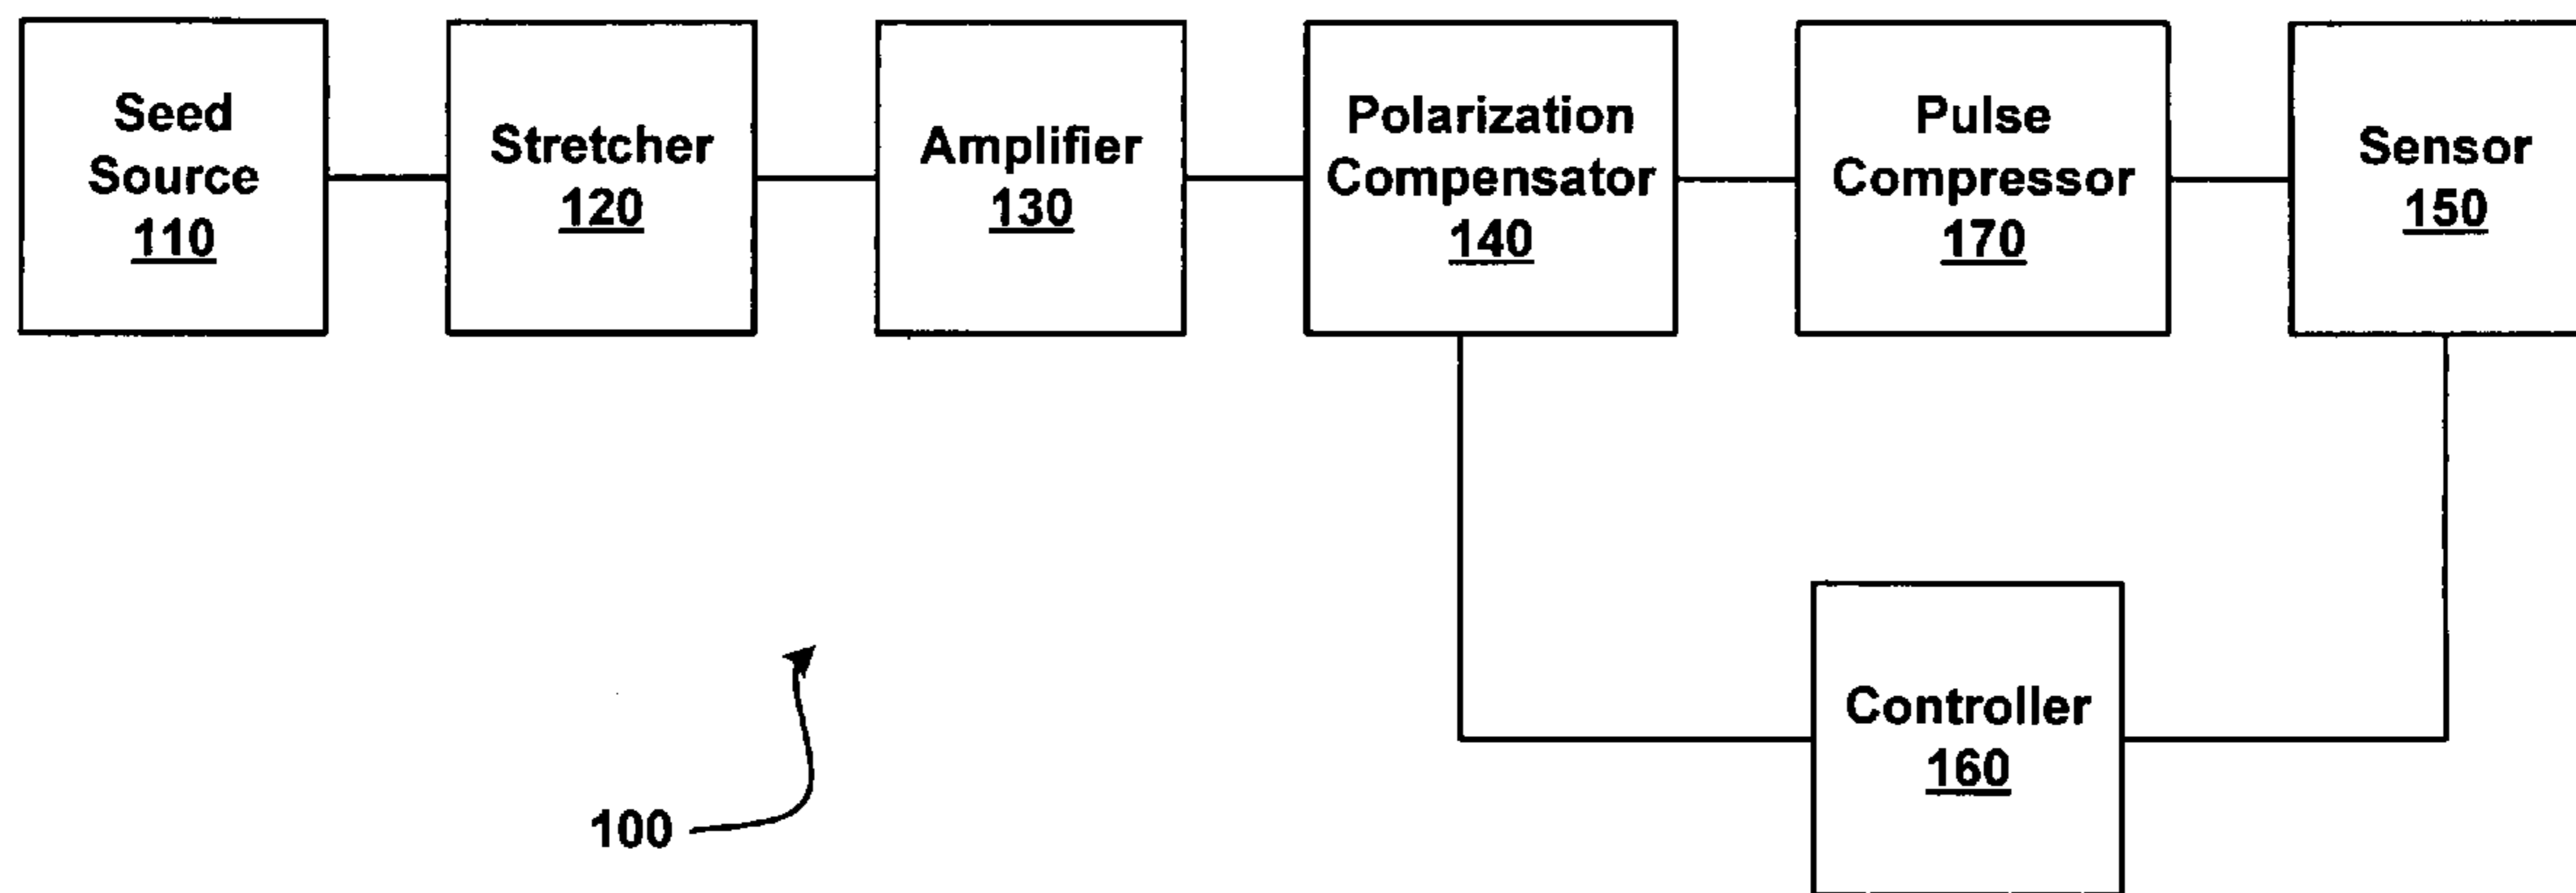 Seed
Source
110
Stretcher
120
Amplifier
130
Polarization
Compensator
140
Pulse
Compressor
170
Sensor
150
Controller
160
100